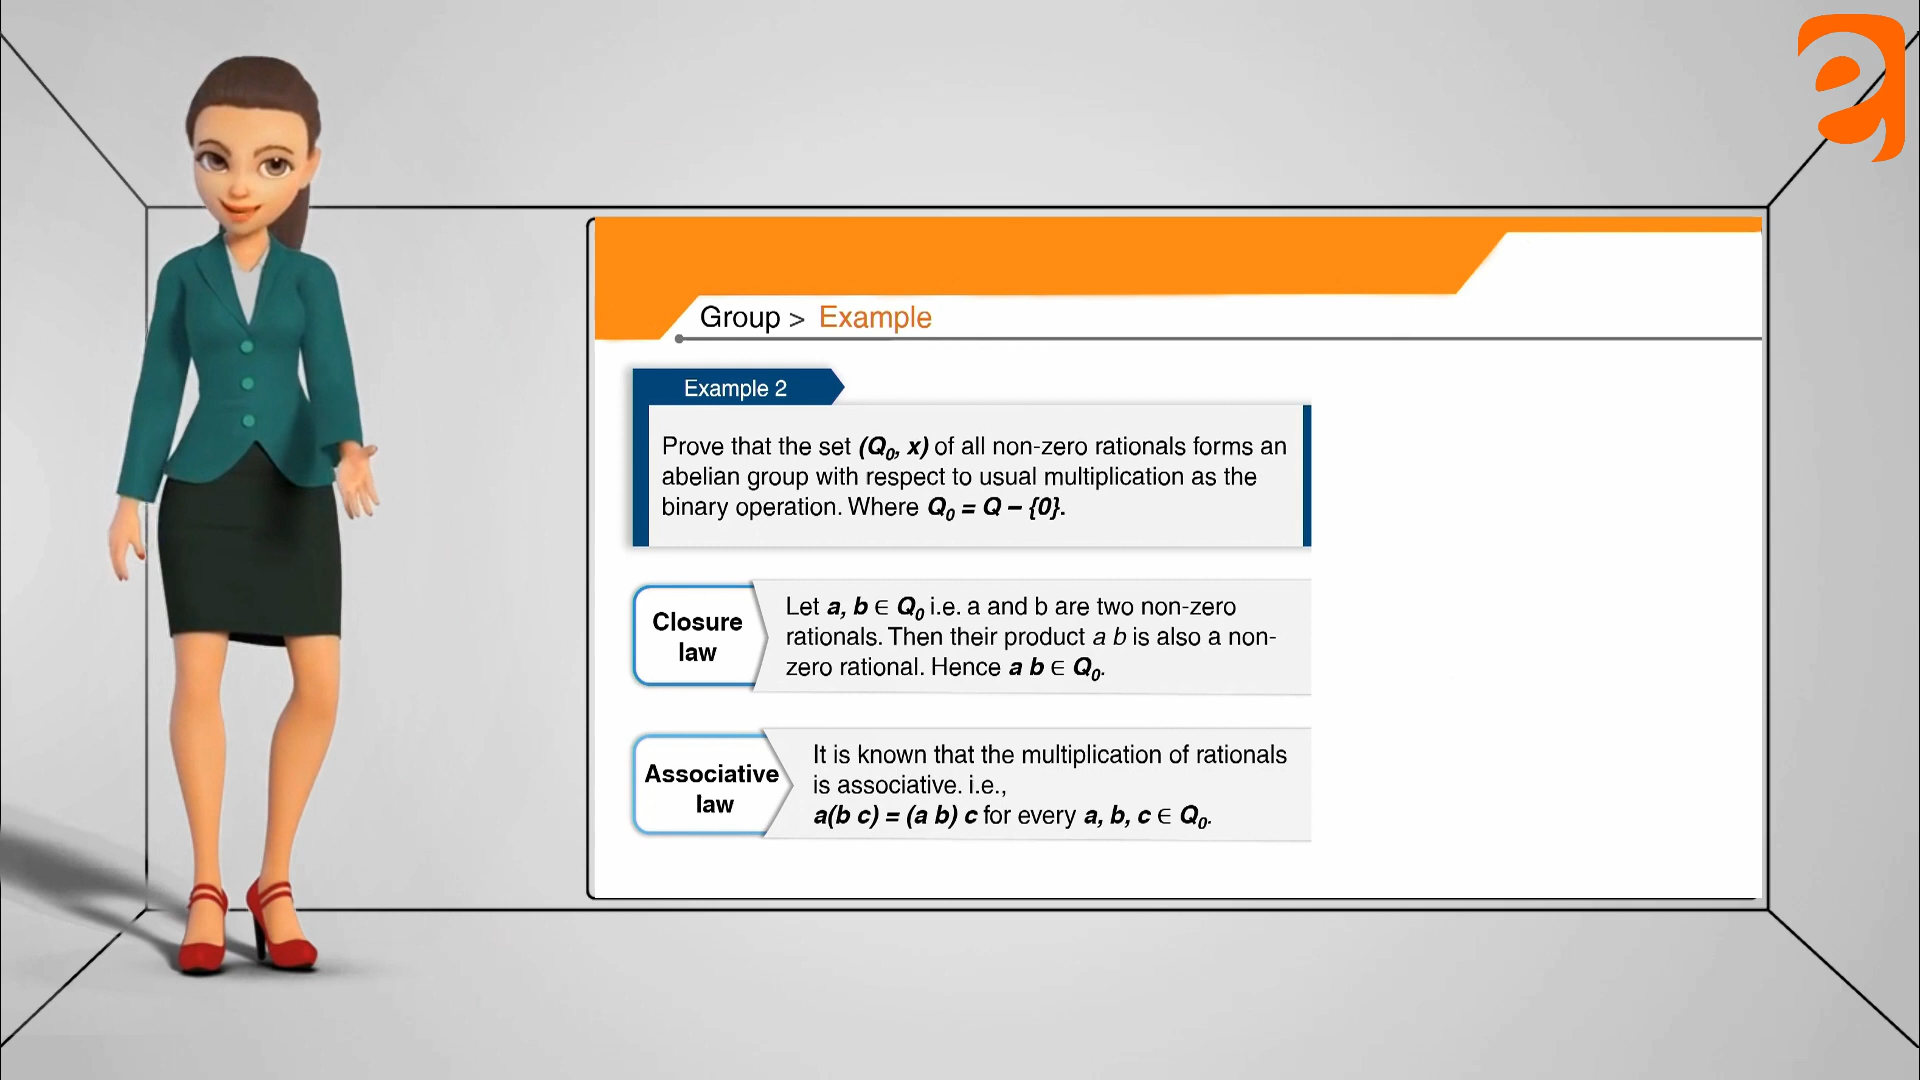 Group > Example
Example 2
Prove that the set (Q₀, x) of all non-zero rationals forms an
abelian group with respect to usual multiplication as the
binary operation. Where Q₀ = Q – {0}.
Closure
law
Let a, b ∈ Q₀ i.e. a and b are two non-zero
rationals. Then their product a b is also a non-
zero rational. Hence a b ∈ Q₀.
Associative
law
It is known that the multiplication of rationals
is associative. i.e.,
a(b c) = (a b) c for every a, b, c ∈ Q₀.